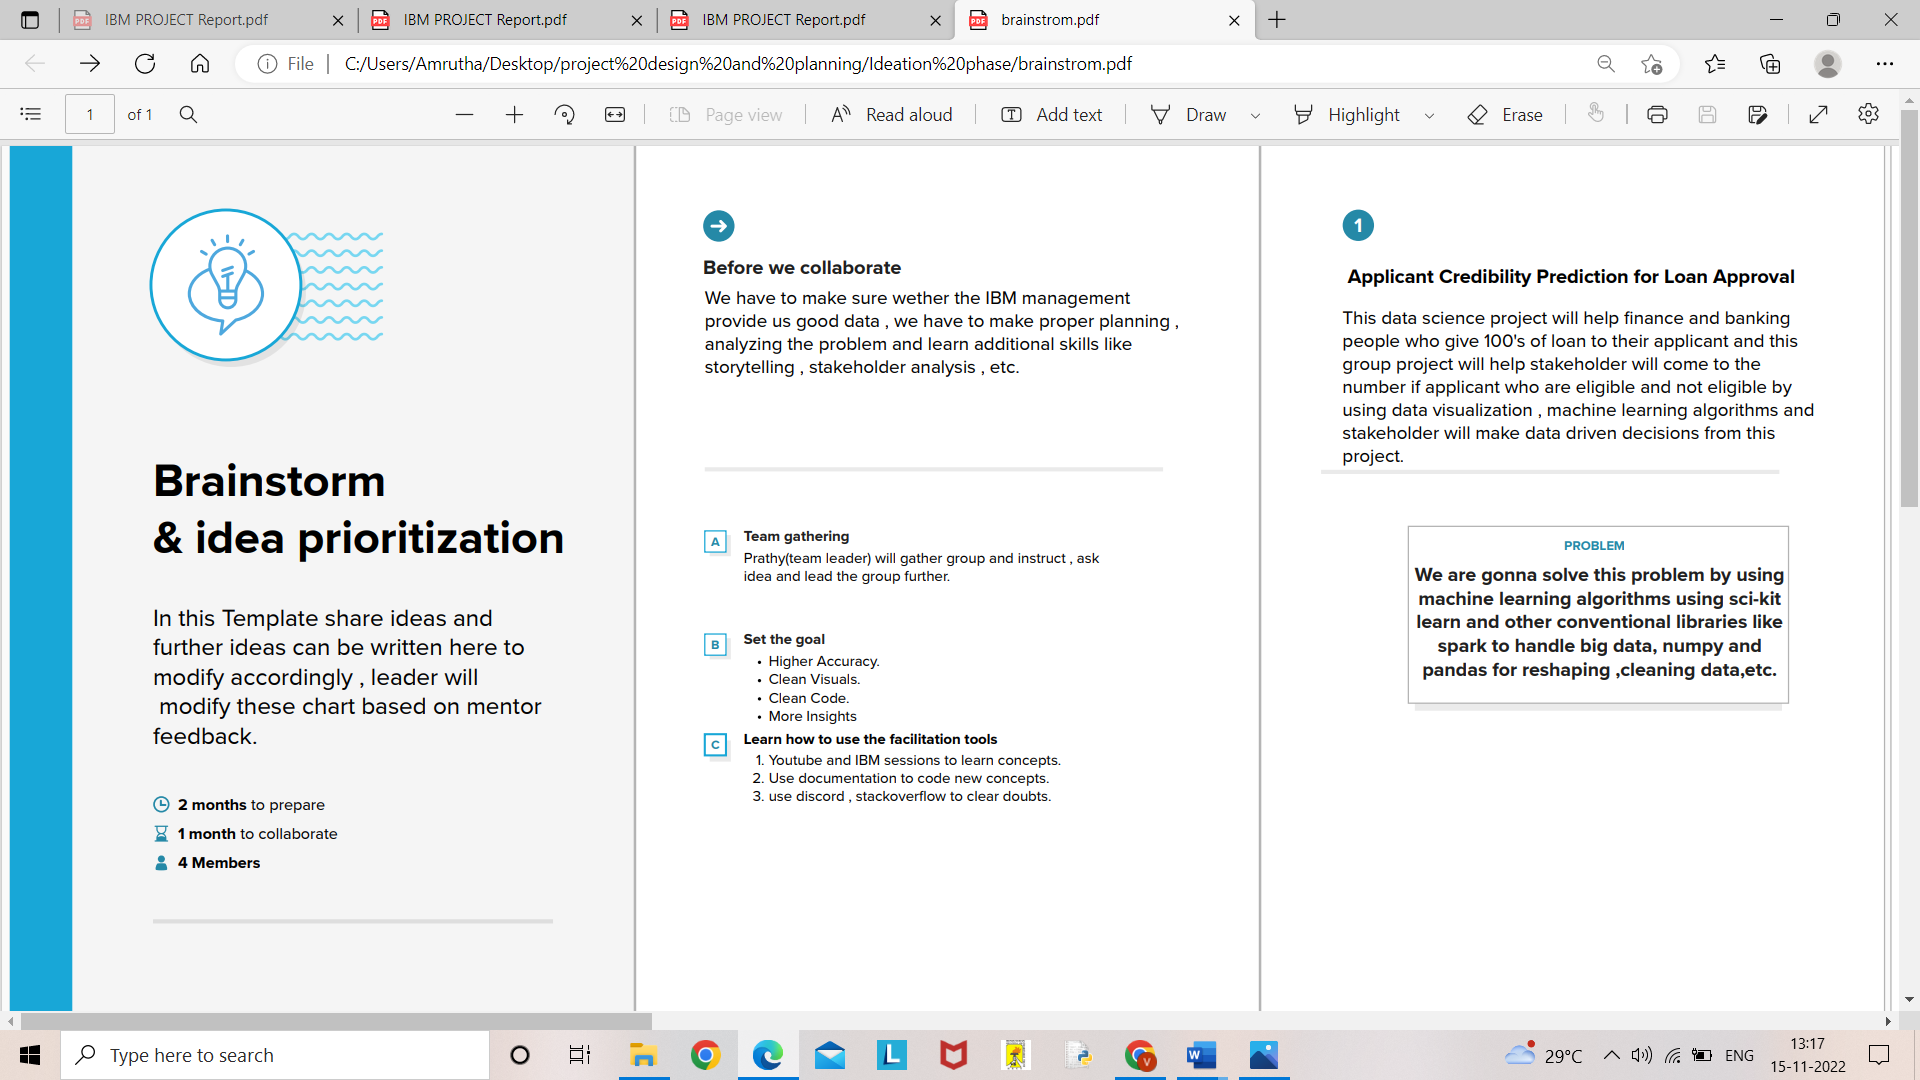 IBM PROJECT Report.pdf
IBM PROJECT Report.pdf
IBM PROJECT Report.pdf
brainstrom.pdf
File
C:/Users/Amrutha/Desktop/project%20design%20and%20planning/Ideation%20phase/brainstrom.pdf
1 of 1
Page view
Read aloud
Add text
Draw
Highlight
Erase
Brainstorm
& idea prioritization
In this Template share ideas and
further ideas can be written here to
modify accordingly , leader will
modify these chart based on mentor
feedback.
2 months to prepare
1 month to collaborate
4 Members
Before we collaborate
We have to make sure wether the IBM management
provide us good data , we have to make proper planning ,
analyzing the problem and learn additional skills like
storytelling , stakeholder analysis , etc.
A
Team gathering
Prathy(team leader) will gather group and instruct , ask
idea and lead the group further.
B
Set the goal
• Higher Accuracy.
• Clean Visuals.
• Clean Code.
• More Insights
C
Learn how to use the facilitation tools
1. Youtube and IBM sessions to learn concepts.
2. Use documentation to code new concepts.
3. use discord , stackoverflow to clear doubts.
1
Applicant Credibility Prediction for Loan Approval
This data science project will help finance and banking
people who give 100's of loan to their applicant and this
group project will help stakeholder will come to the
number if applicant who are eligible and not eligible by
using data visualization , machine learning algorithms and
stakeholder will make data driven decisions from this
project.
PROBLEM
We are gonna solve this problem by using
machine learning algorithms using sci-kit
learn and other conventional libraries like
spark to handle big data, numpy and
pandas for reshaping ,cleaning data,etc.
Type here to search
29°C
ENG
13:17
15-11-2022